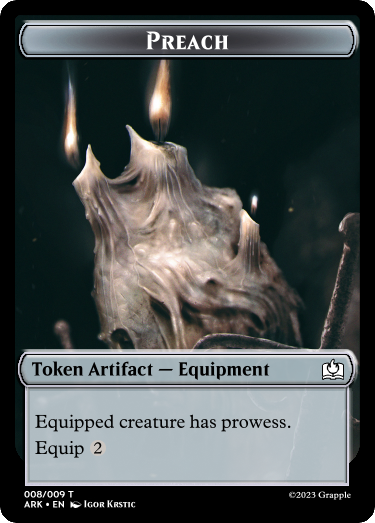 Preach
Token Artifact — Equipment
Equipped creature has prowess.
Equip 2
008/009 T
ARK • EN Igor Krstic
©2023 Grapple